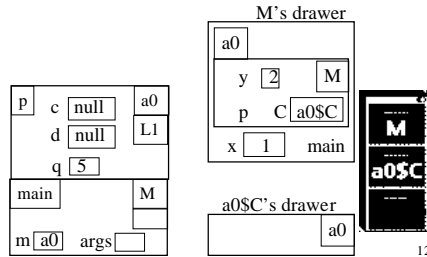 M's drawer
a0
y 2 M
p C a0$C
x 1 main
p c null a0
d null L1
q 5
main M
m a0 args
a0$C's drawer
a0
M
a0$C
12